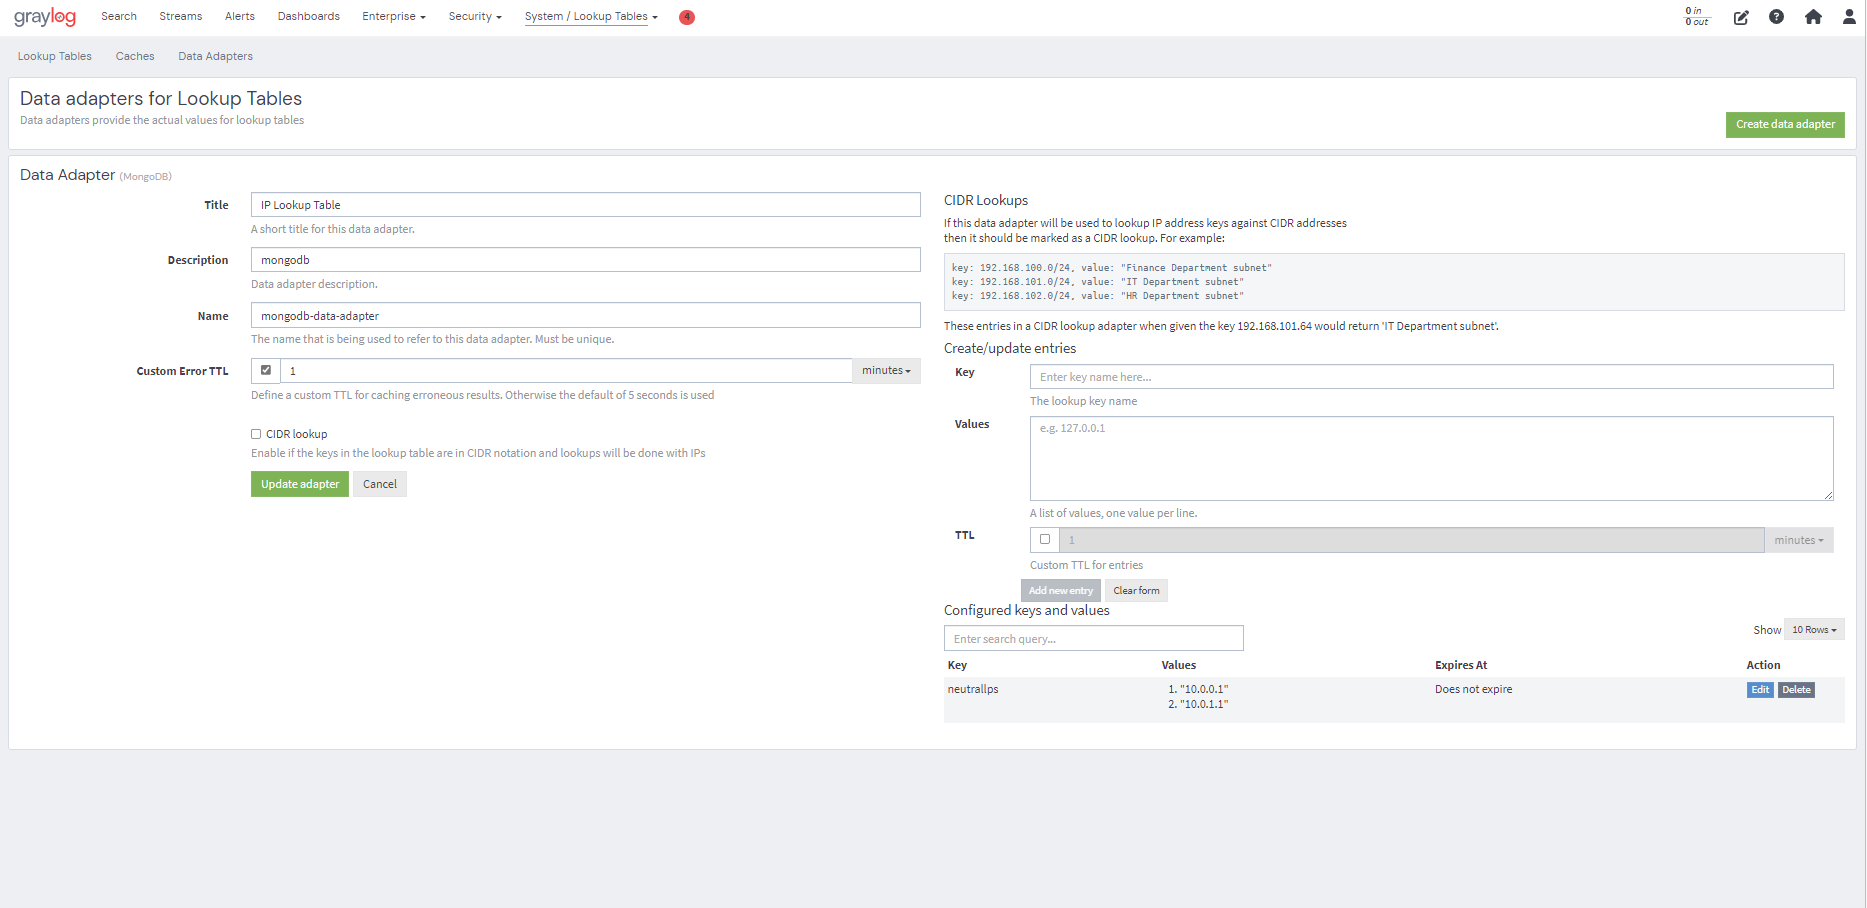 graylog Search Streams Alerts Dashboards Enterprise Security System / Lookup Tables 4 0 in
0 out
Lookup Tables Caches Data Adapters
Data adapters for Lookup Tables
Data adapters provide the actual values for lookup tables
Create data adapter
Data Adapter (MongoDB)
Title IP Lookup Table
A short title for this data adapter.
Description mongodb
Data adapter description.
Name mongodb-data-adapter
The name that is being used to refer to this data adapter. Must be unique.
Custom Error TTL 1 minutes
Define a custom TTL for caching erroneous results. Otherwise the default of 5 seconds is used
CIDR lookup
Enable if the keys in the lookup table are in CIDR notation and lookups will be done with IPs
Update adapter Cancel
CIDR Lookups
If this data adapter will be used to lookup IP address keys against CIDR addresses
then it should be marked as a CIDR lookup. For example:
key: 192.168.100.0/24, value: "Finance Department subnet"
key: 192.168.101.0/24, value: "IT Department subnet"
key: 192.168.102.0/24, value: "HR Department subnet"
These entries in a CIDR lookup adapter when given the key 192.168.101.64 would return 'IT Department subnet'.
Create/update entries
Key Enter key name here...
The lookup key name
Values e.g. 127.0.0.1
A list of values, one value per line.
TTL 1 minutes
Custom TTL for entries
Add new entry Clear form
Configured keys and values
Enter search query... Show 10 Rows
Key Values Expires At Action
neutralIps 1. "10.0.0.1" Does not expire Edit Delete
2. "10.0.1.1"